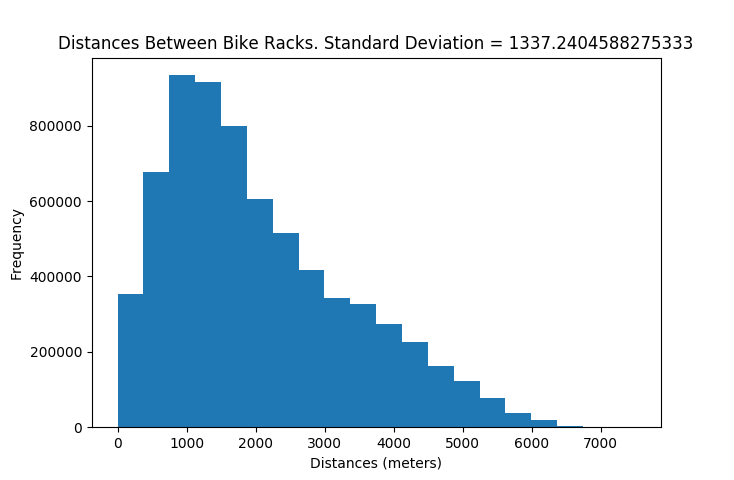 Distances Between Bike Racks. Standard Deviation = 1337.2404588275333
800000
600000
400000
200000
0
Frequency
0 1000 2000 3000 4000 5000 6000 7000
Distances (meters)